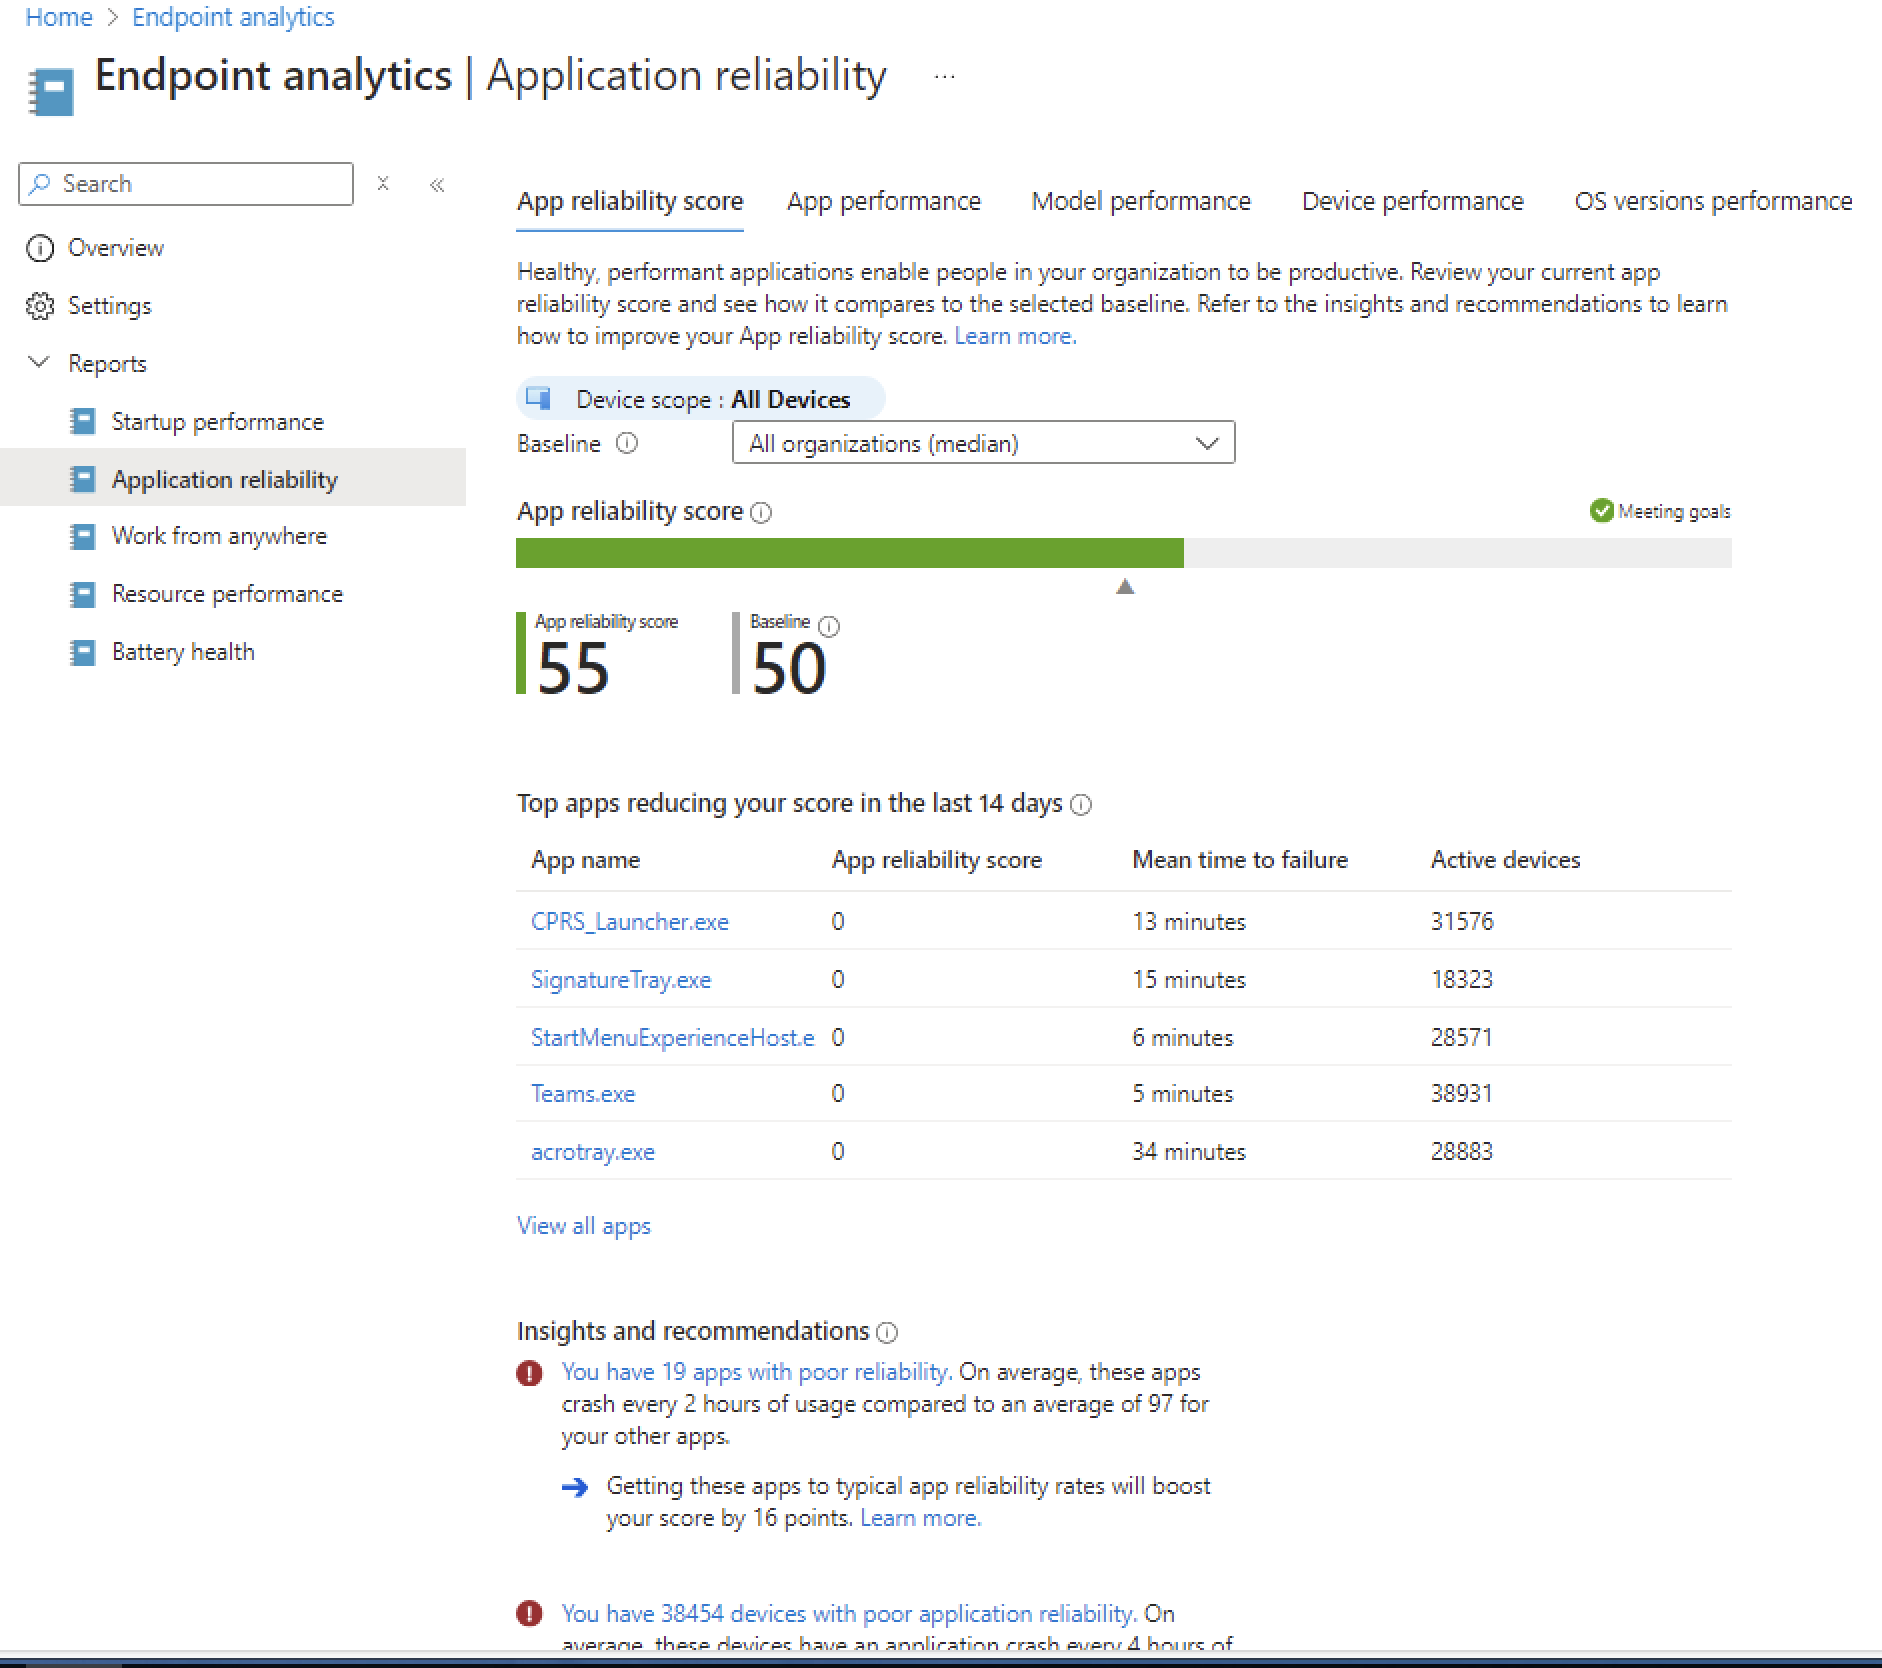 Home > Endpoint analytics
Endpoint analytics | Application reliability ...
Search
Overview
Settings
Reports
Startup performance
Application reliability
Work from anywhere
Resource performance
Battery health
App reliability score App performance Model performance Device performance OS versions performance
Healthy, performant applications enable people in your organization to be productive. Review your current app
reliability score and see how it compares to the selected baseline. Refer to the insights and recommendations to learn
how to improve your App reliability score. Learn more.
Device scope : All Devices
Baseline All organizations (median)
App reliability score Meeting goals
App reliability score Baseline
55 50
Top apps reducing your score in the last 14 days
App name App reliability score Mean time to failure Active devices
CPRS_Launcher.exe 0 13 minutes 31576
SignatureTray.exe 0 15 minutes 18323
StartMenuExperienceHost.e 0 6 minutes 28571
Teams.exe 0 5 minutes 38931
acrotray.exe 0 34 minutes 28883
View all apps
Insights and recommendations
You have 19 apps with poor reliability. On average, these apps
crash every 2 hours of usage compared to an average of 97 for
your other apps.
Getting these apps to typical app reliability rates will boost
your score by 16 points. Learn more.
You have 38454 devices with poor application reliability. On
average, these devices have an application crash every 4 hours of